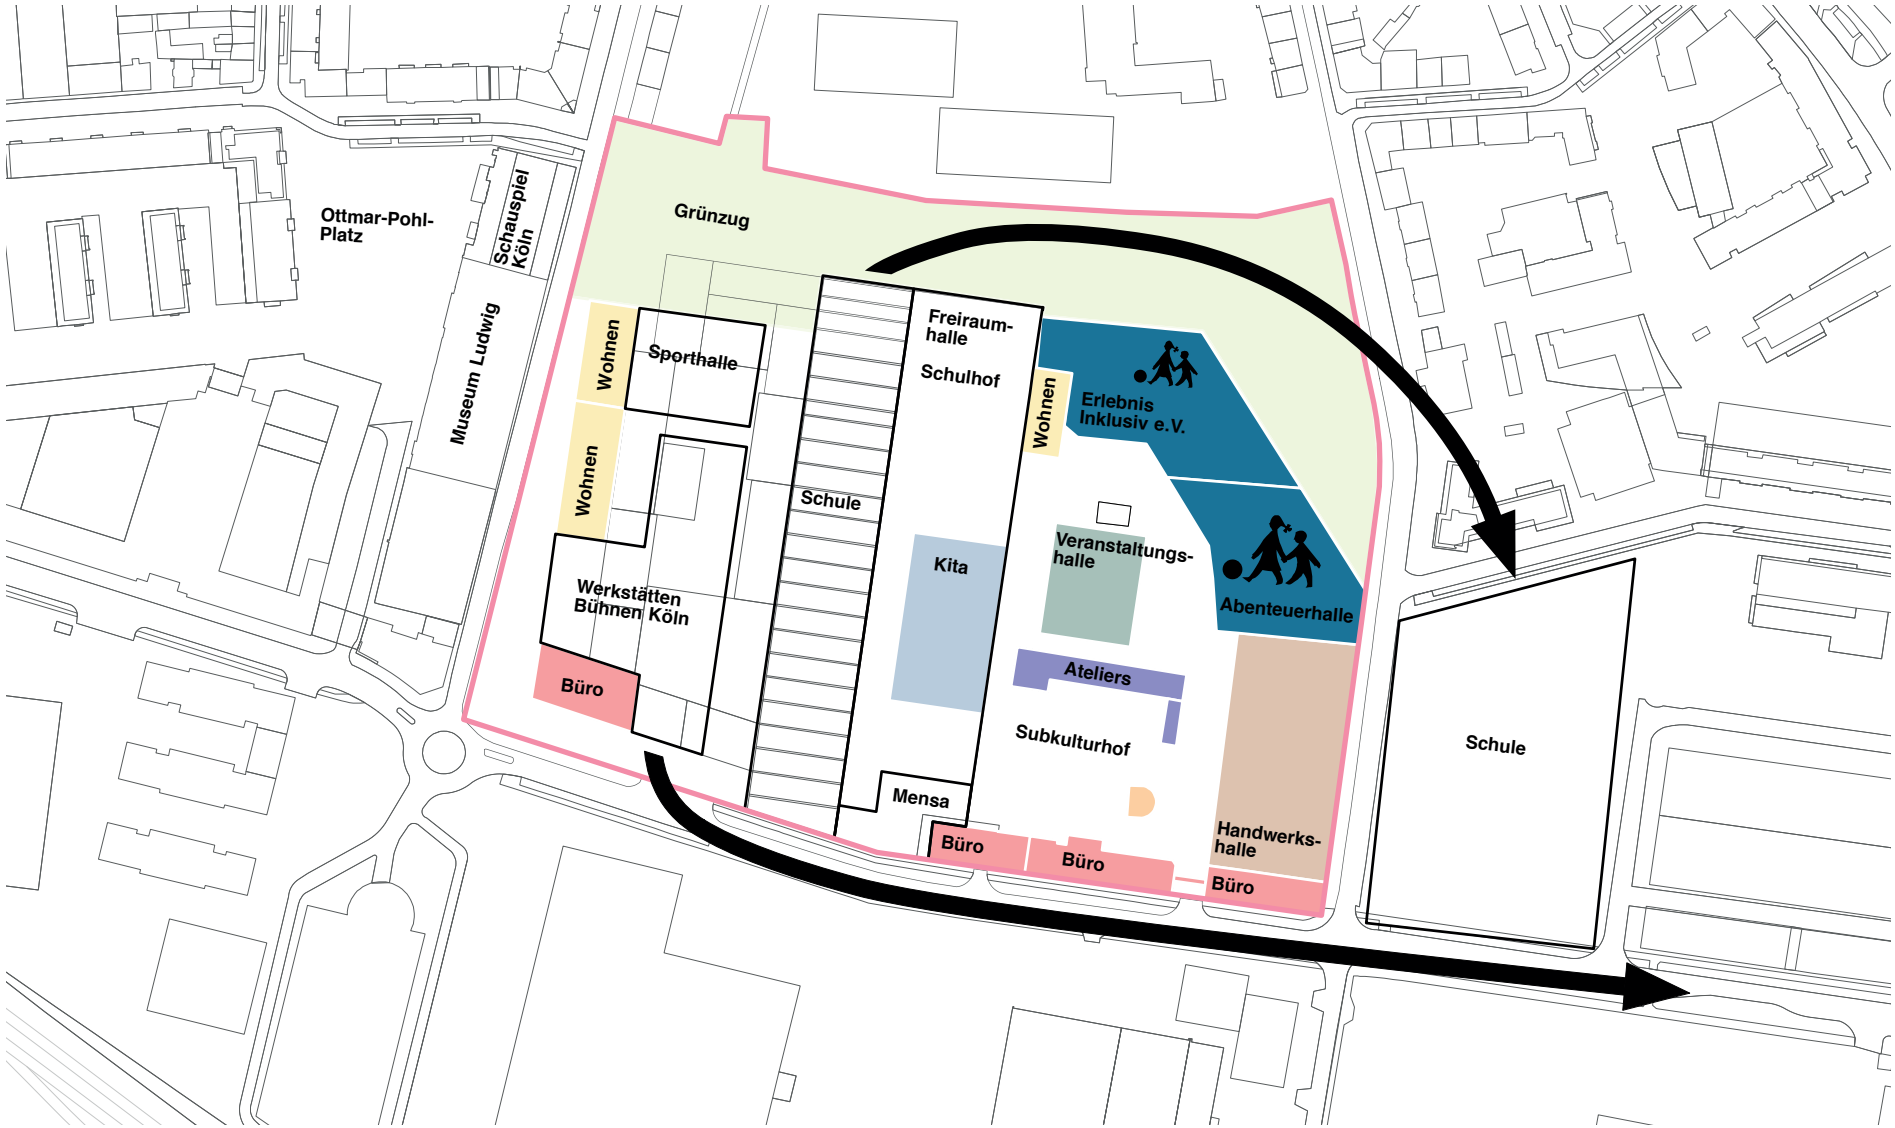 Ottmar-Pohl-
Platz
Schauspiel
Köln
Museum Ludwig
Grünzug
Wohnen
Sporthalle
Wohnen
Werkstätten
Bühnen Köln
Büro
Schule
Freiraum-
halle
Schulhof
Wohnen
Erlebnis
Inklusiv e.V.
Kita
Veranstaltungs-
halle
Abenteuerhalle
Ateliers
Subkulturhof
Mensa
Büro
Büro
Handwerks-
halle
Büro
Schule